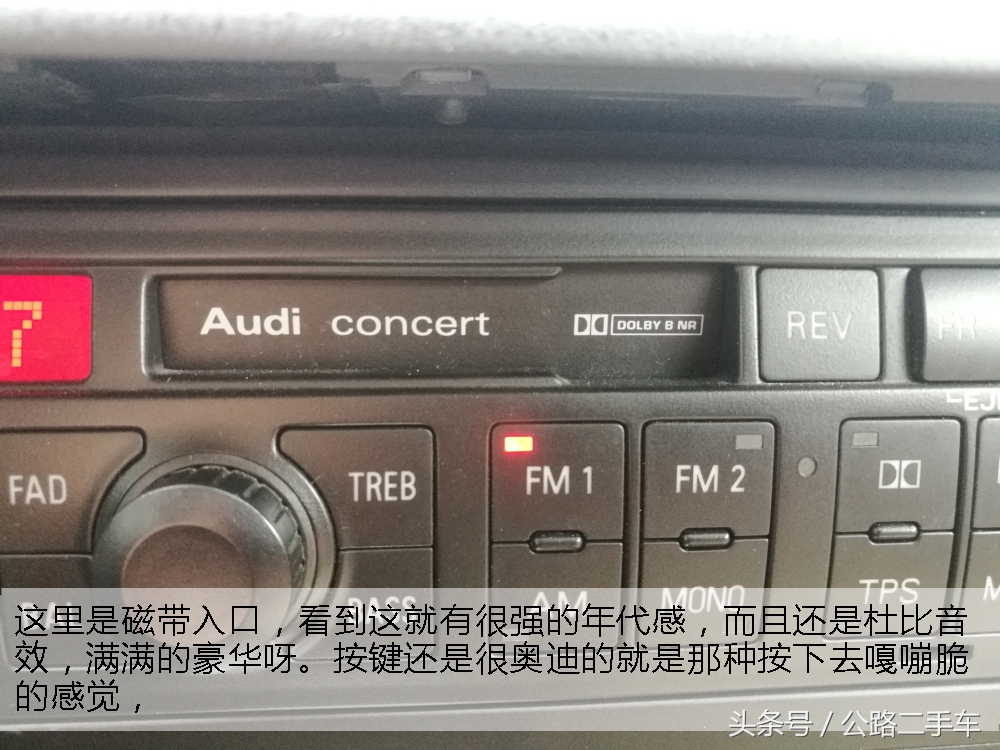 7
Audi concert
DOLBY B NR
REV
FR
EJ
FAD
TREB
FM 1
FM 2
BASS
AM
MONO
TPS
这里是磁带入口，看到这就有很强的年代感，而且还是杜比音
效，满满的豪华呀。按键还是很奥迪的就是那种按下去嘎嘣脆
的感觉，
头条号 / 公路二手车